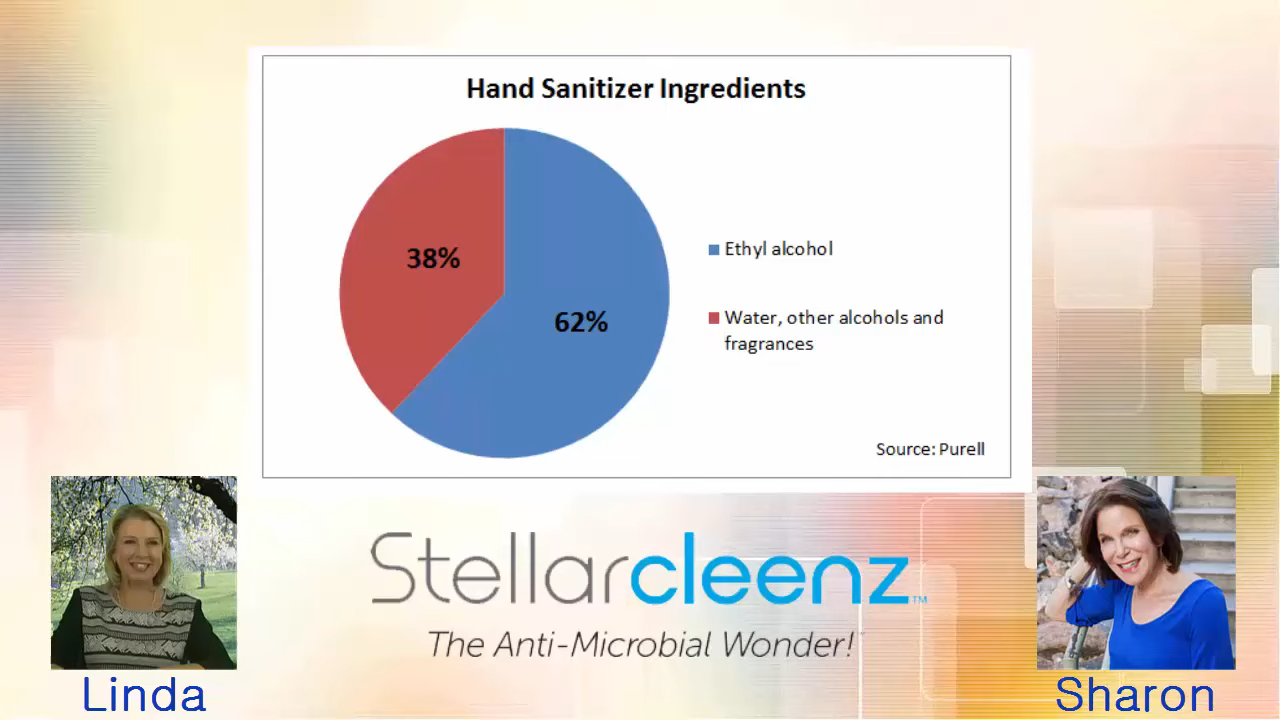 Hand Sanitizer Ingredients
38%
62%
Ethyl alcohol
Water, other alcohols and
fragrances
Source: Purell
Stellarcleenz™
The Anti-Microbial Wonder!
Linda
Sharon